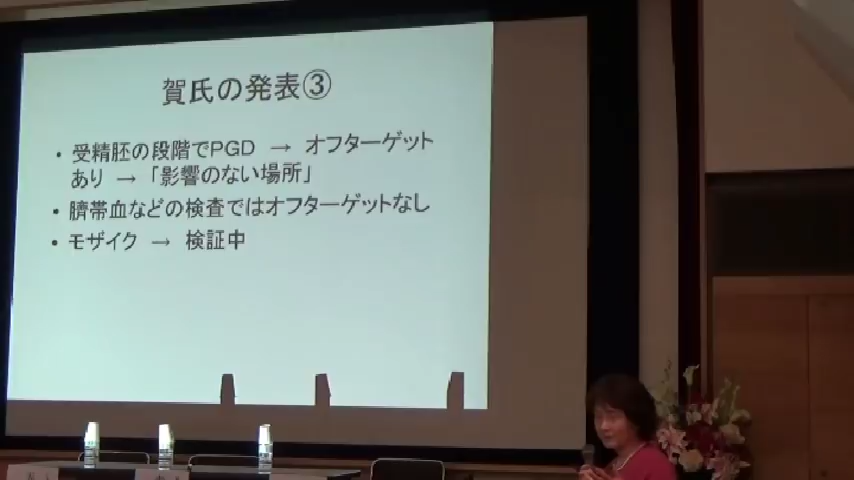 賀氏の発表③
・受精胚の段階でPGD → オフターゲット
あり → 「影響のない場所」
・臍帯血などの検査ではオフターゲットなし
・モザイク → 検証中